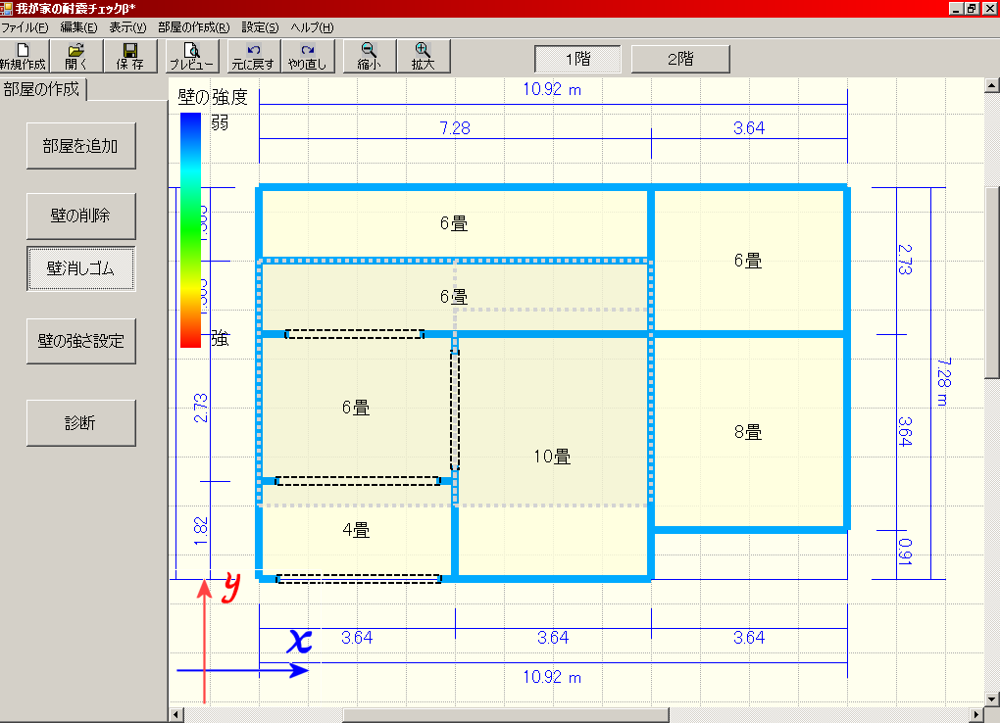 我が家の耐震チェックβ*
ファイル(F) 編集(E) 表示(V) 部屋の作成(R) 設定(S) ヘルプ(H)
新規作成 開く 保存 プレビュー 元に戻す やり直し 縮小 拡大 1階 2階
部屋の作成
部屋を追加
壁の削除
壁消しゴム
壁の強さ設定
診断
壁の強度
弱
強
10.92 m
7.28 3.64
6畳
6畳
6畳
6畳
10畳
8畳
4畳
2.73
1.82
2.73
3.64
0.91
7.28 m
y
x
3.64 3.64 3.64
10.92 m